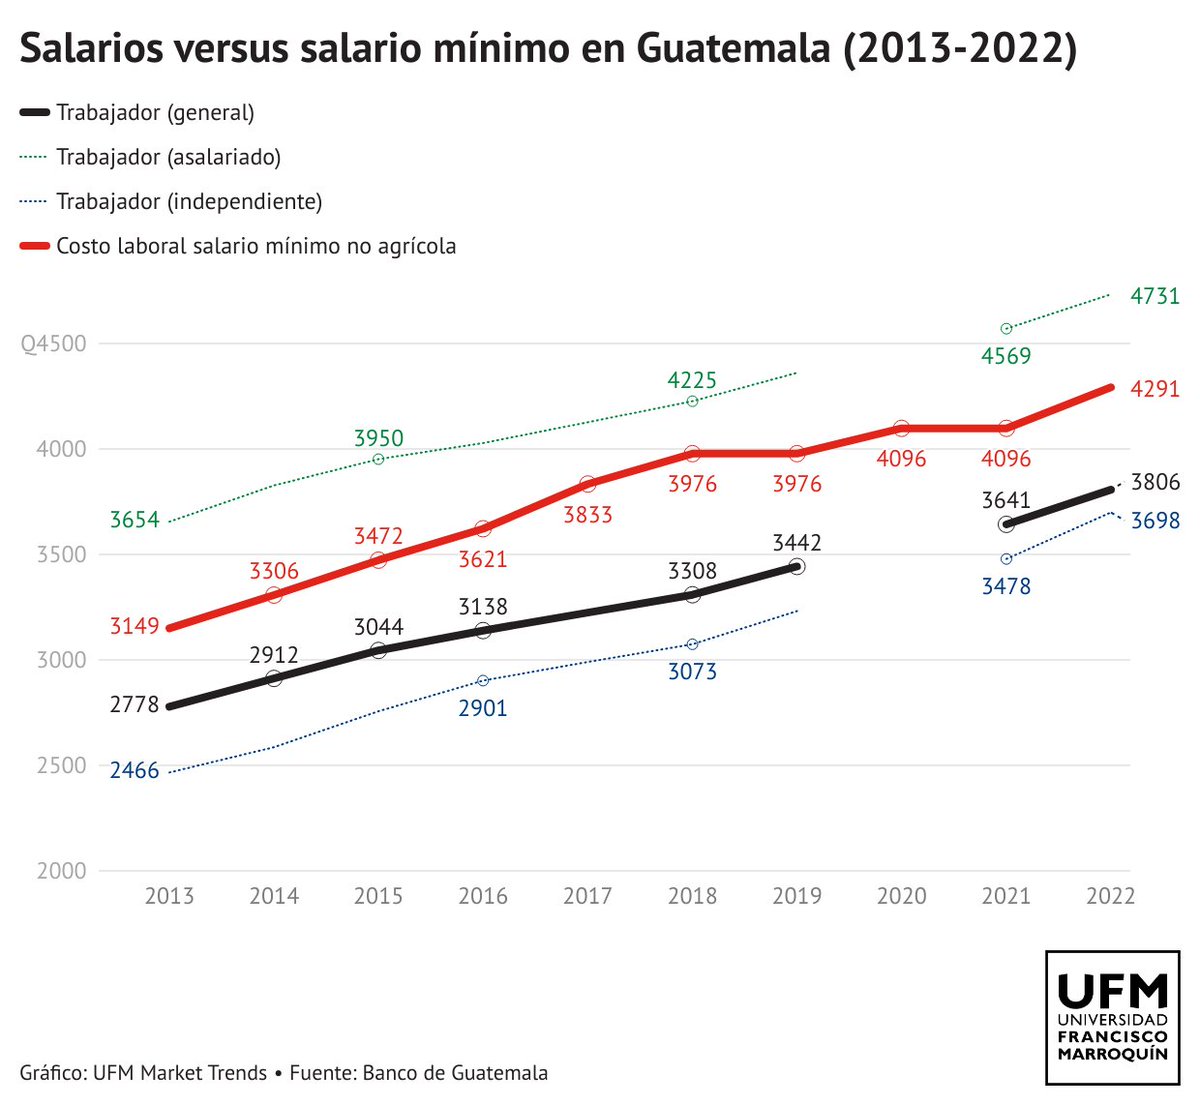 Salarios versus salario mínimo en Guatemala (2013-2022)
Trabajador (general)
Trabajador (asalariado)
Trabajador (independiente)
Costo laboral salario mínimo no agrícola
4731
Q4500
4569
4225
4291
3950
4000
4096
4096
3976
3976
3806
3654
3833
3641
3698
3472
3442
3500
3621
3306
3308
3478
3149
3138
3044
2912
3000
3073
2778
2901
2466
2500
2000
2013 2014 2015 2016 2017 2018 2019 2020 2021 2022
UFM
UNIVERSIDAD
FRANCISCO
MARROQUÍN
Gráfico: UFM Market Trends • Fuente: Banco de Guatemala